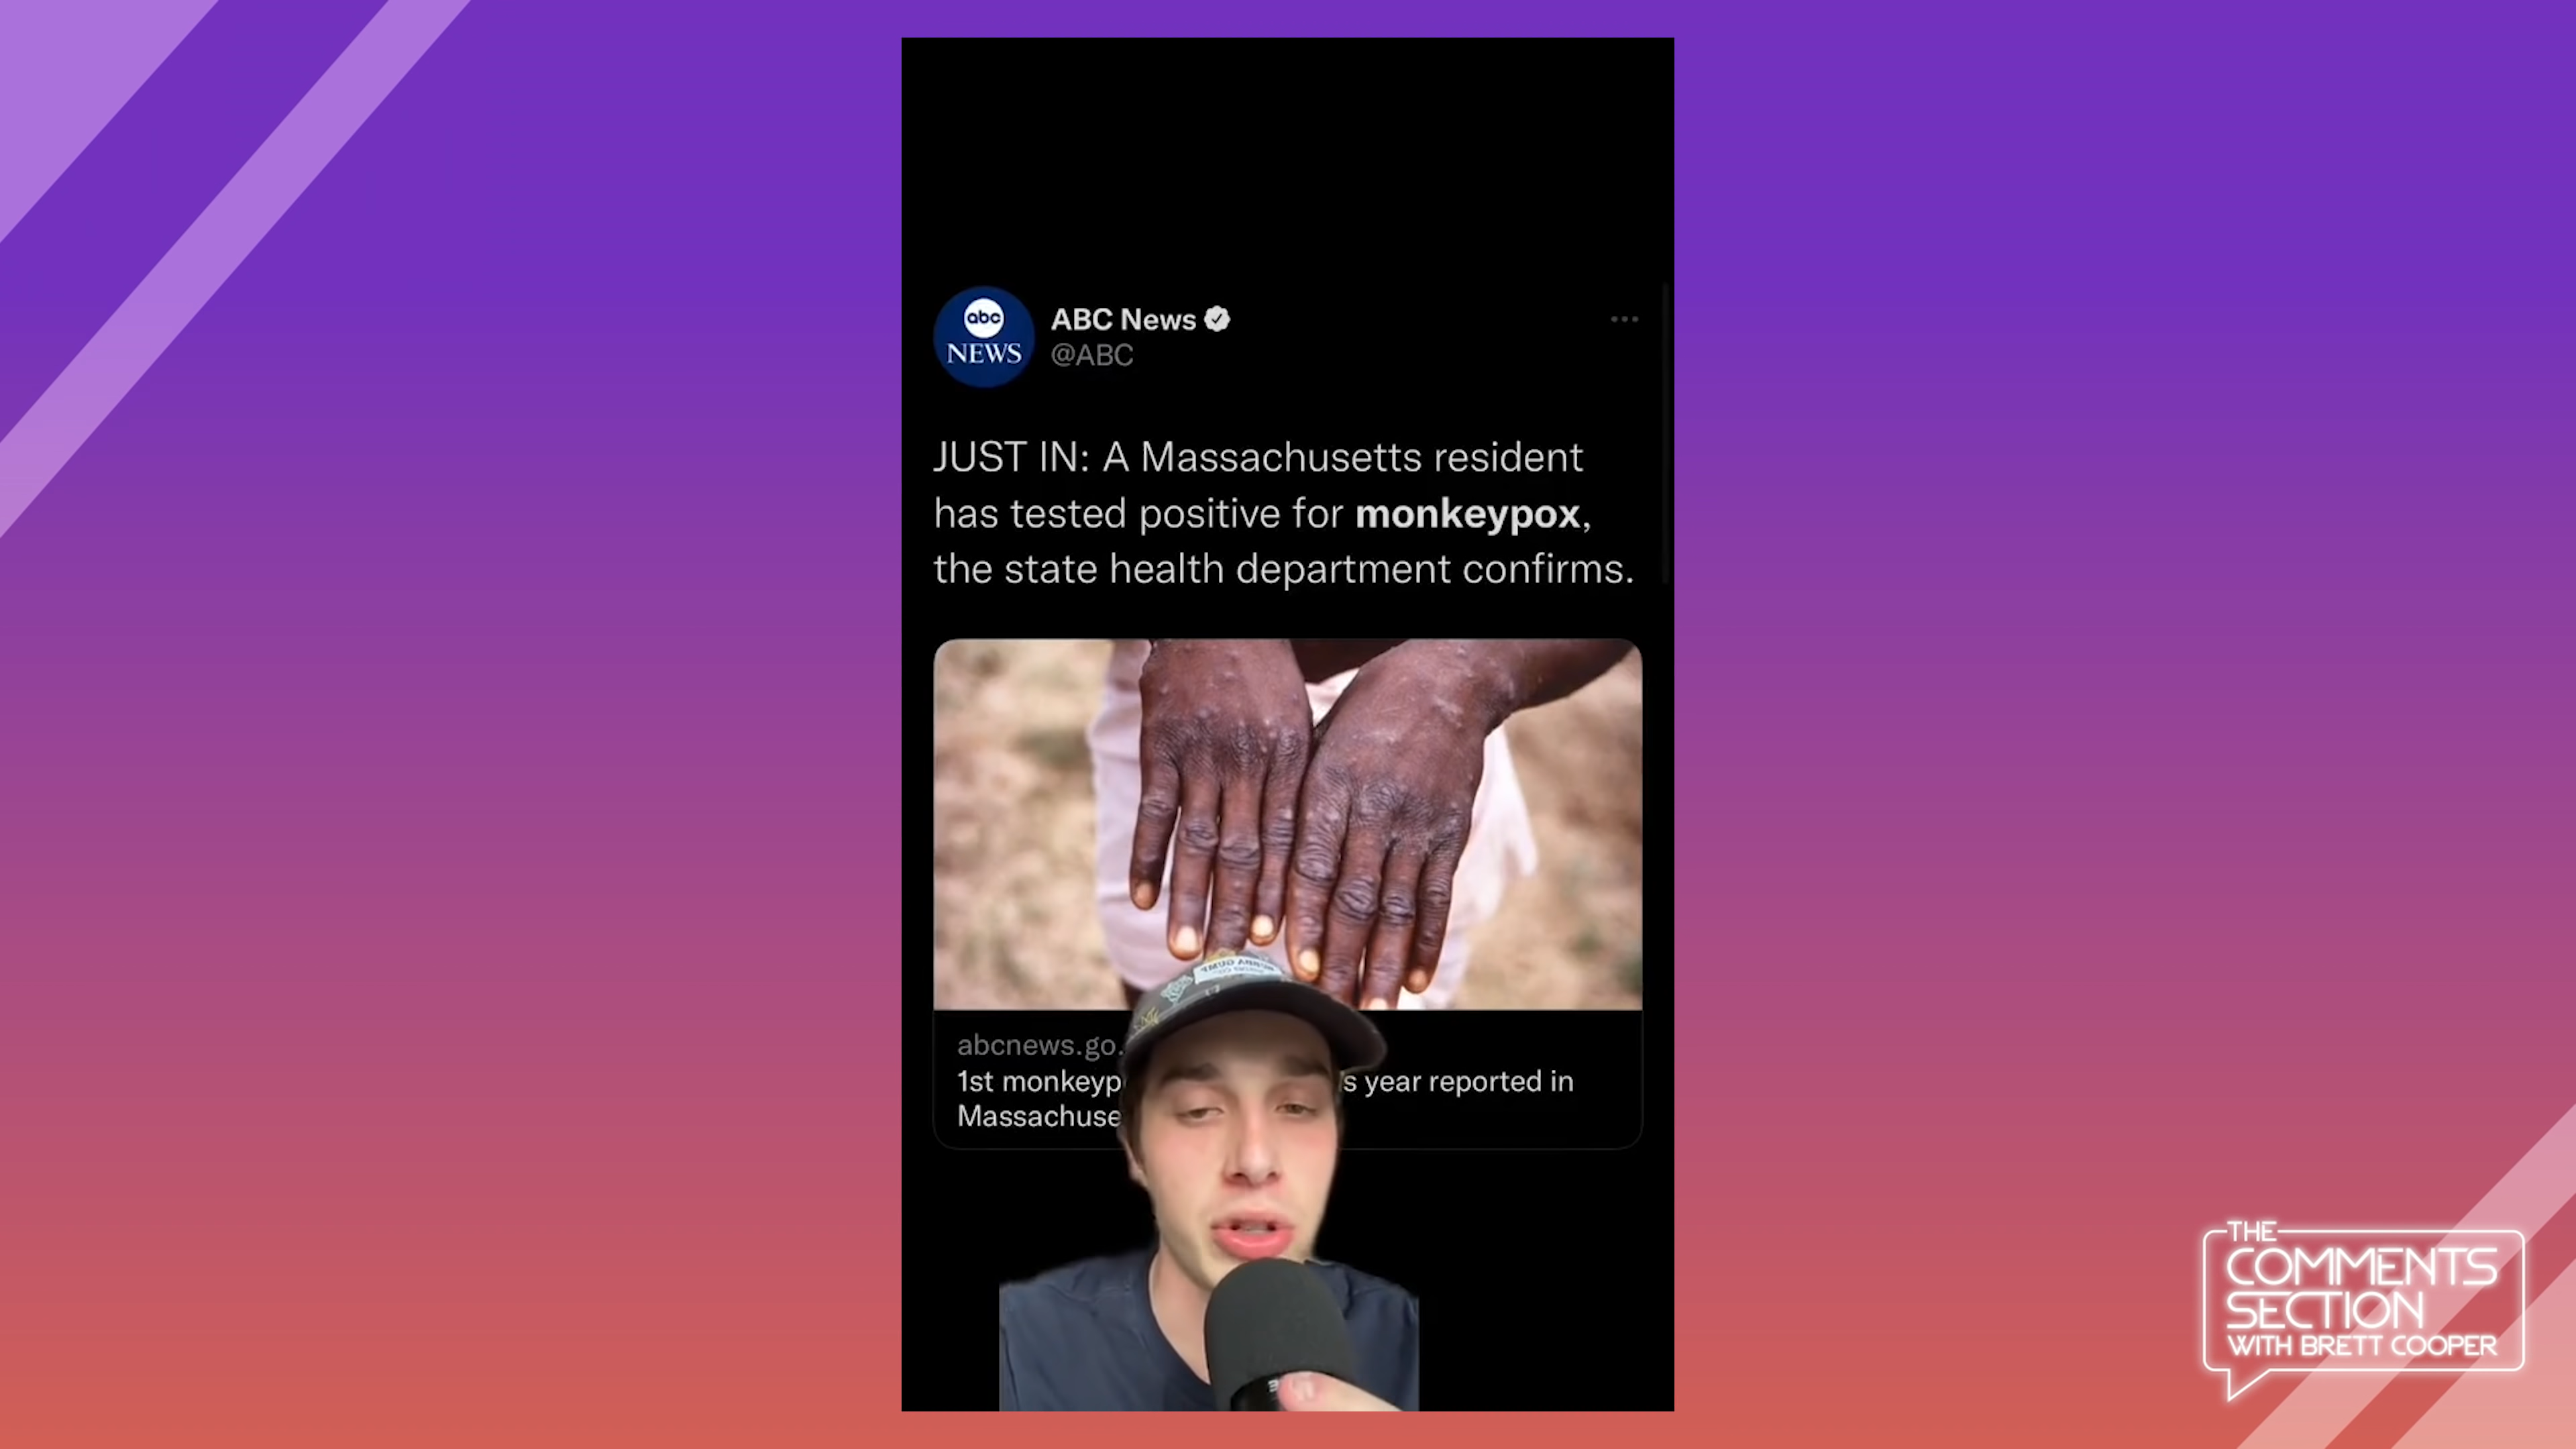 abc
NEWS
ABC News
@ABC
JUST IN: A Massachusetts resident
has tested positive for monkeypox,
the state health department confirms.
abcnews.go.
1st monkeyp s year reported in
Massachuse
THE
COMMENTS
SECTION
WITH BRETT COOPER